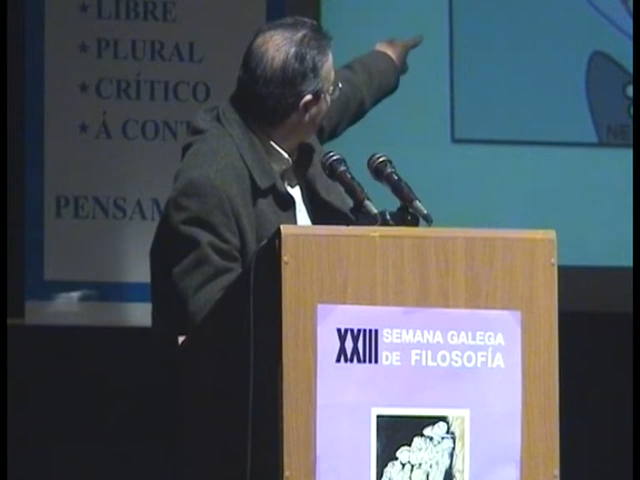 ★LIBRE
★PLURAL
★CRÍTICO
★Á CONT
PENSAM
XXIII SEMANA GALEGA
DE FILOSOFÍA
NE